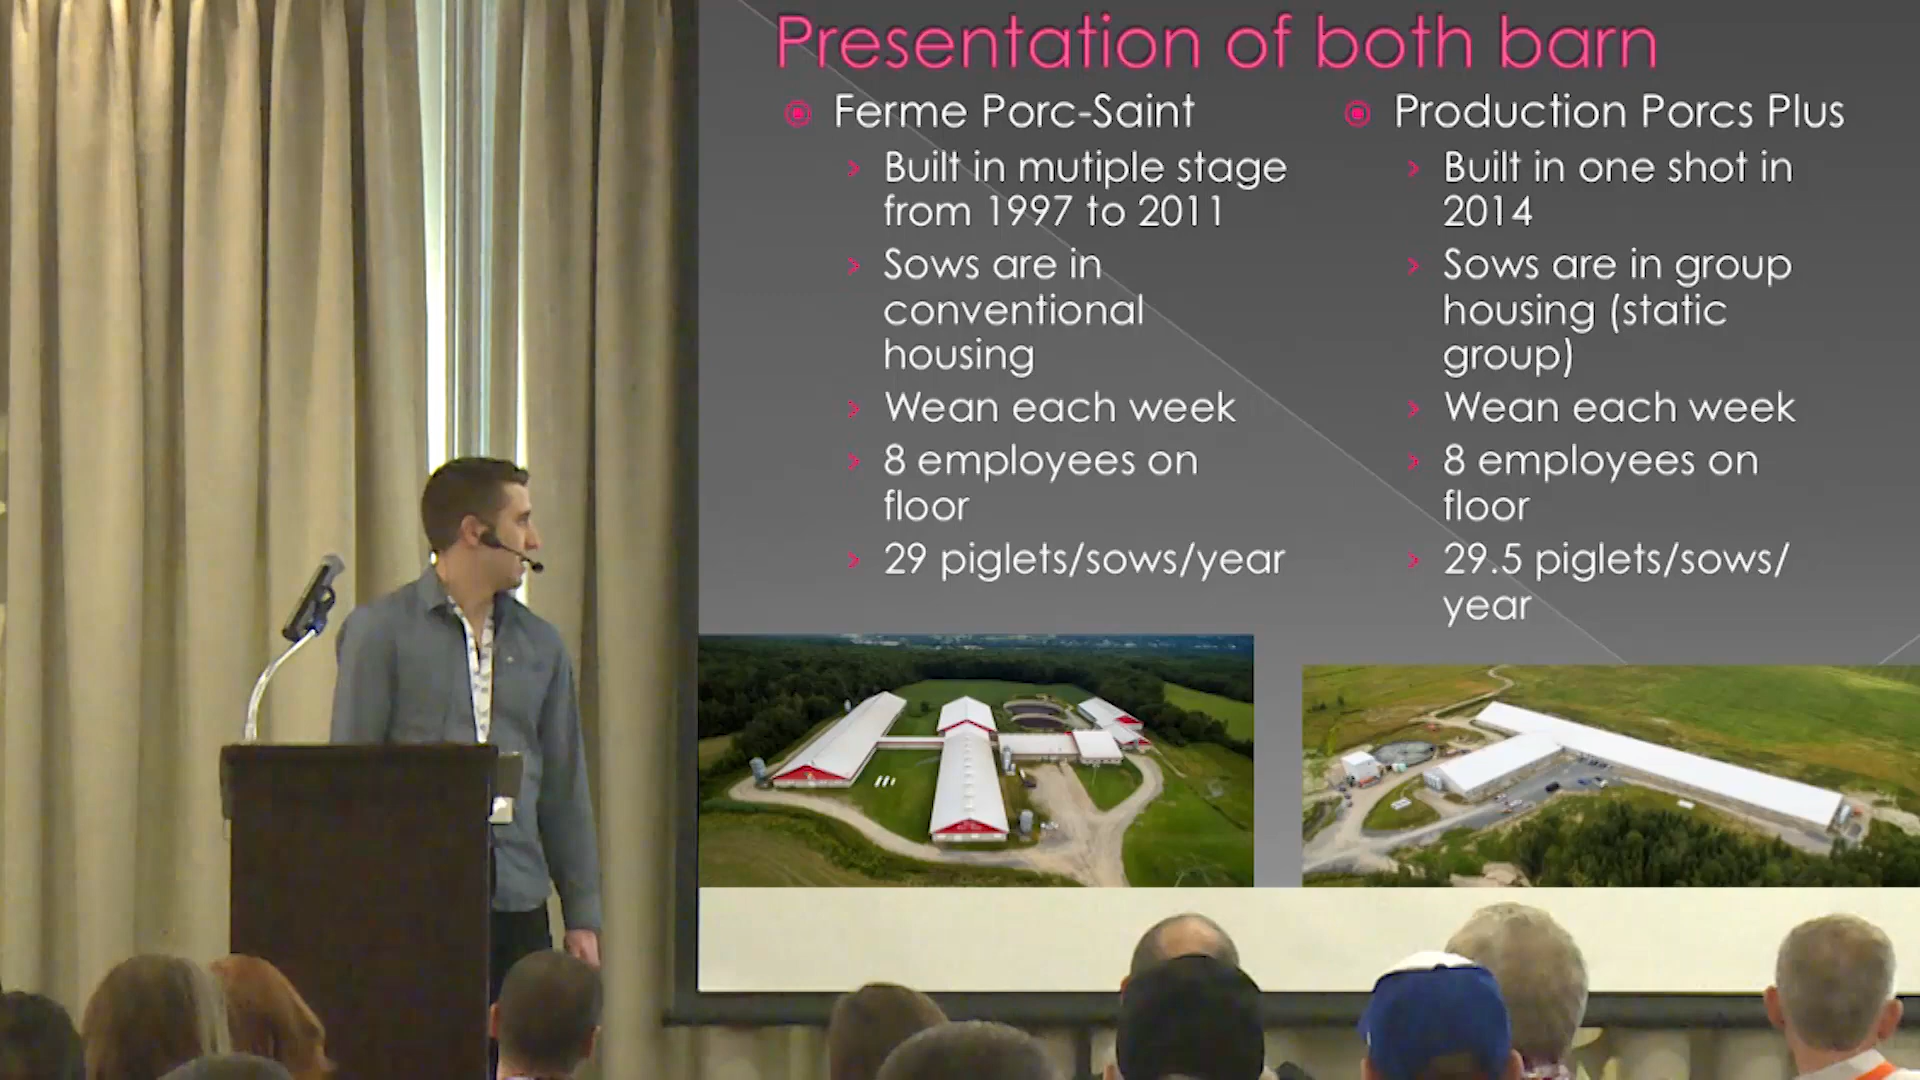 Presentation of both barn
Ferme Porc-Saint
Built in mutiple stage
from 1997 to 2011
Sows are in
conventional
housing
Wean each week
8 employees on
floor
29 piglets/sows/year
Production Porcs Plus
Built in one shot in
2014
Sows are in group
housing (static
group)
Wean each week
8 employees on
floor
29.5 piglets/sows/
year